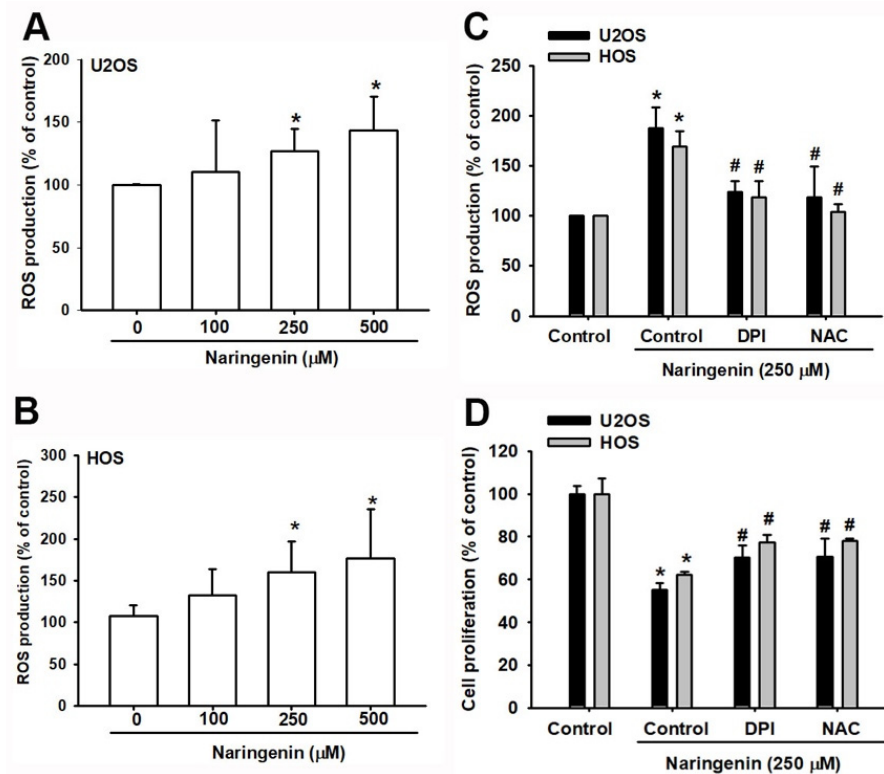 A
U2OS
ROS production (% of control)
200
150
100
50
0
* *
0 100 250 500
Naringenin (μM)
B
HOS
ROS production (% of control)
300
250
200
150
100
50
0
* *
0 100 250 500
Naringenin (μM)
C
U2OS
HOS
ROS production (% of control)
250
200
150
100
50
0
* * # # # #
Control Control DPI NAC
Naringenin (250 μM)
D
U2OS
HOS
Cell proliferation (% of control)
120
100
80
60
40
20
0
* * # # # #
Control Control DPI NAC
Naringenin (250 μM)